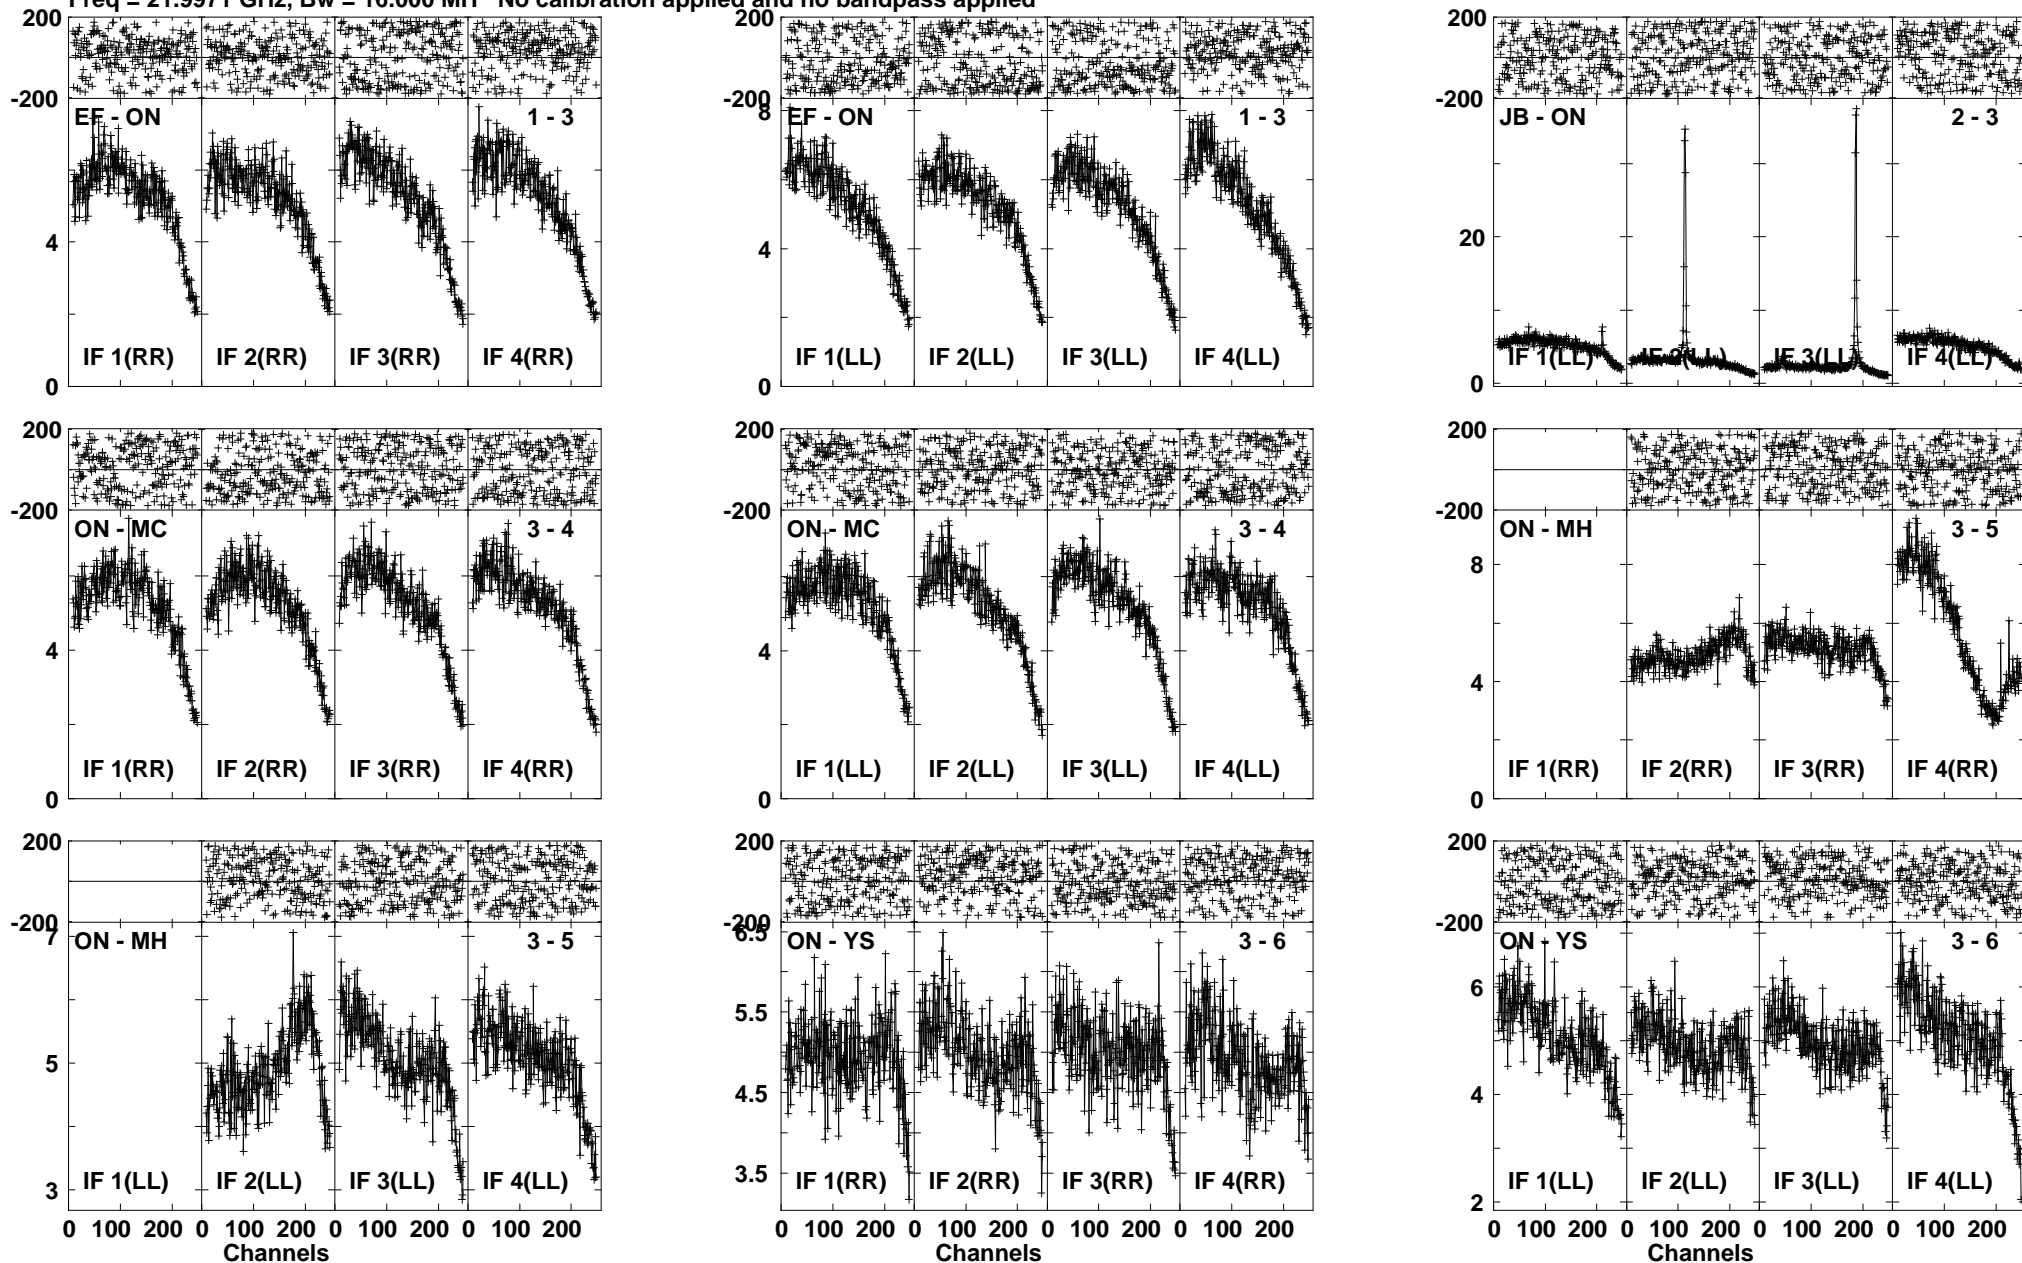 Freq = 21.9971 GHz, Bw = 16.000 MH No calibration applied and no bandpass applied
200
-200
EF - ON 1 - 3
4
0
IF 1(RR) IF 2(RR) IF 3(RR) IF 4(RR)
200
-200
8
EF - ON 1 - 3
4
0
IF 1(LL) IF 2(LL) IF 3(LL) IF 4(LL)
200
-200
JB - ON 2 - 3
20
0
IF 1(LL) IF 2(LL) IF 3(LL) IF 4(LL)
200
-200
ON - MC 3 - 4
4
0
IF 1(RR) IF 2(RR) IF 3(RR) IF 4(RR)
200
-200
ON - MC 3 - 4
4
0
IF 1(LL) IF 2(LL) IF 3(LL) IF 4(LL)
200
-200
ON - MH 3 - 5
8
4
0
IF 1(RR) IF 2(RR) IF 3(RR) IF 4(RR)
200
-200
7
ON - MH 3 - 5
5
3
IF 1(LL) IF 2(LL) IF 3(LL) IF 4(LL)
0 100 200 0 100 200 0 100 200 0 100 200
Channels
200
-200
6.5
ON - YS 3 - 6
5.5
4.5
3.5
IF 1(RR) IF 2(RR) IF 3(RR) IF 4(RR)
0 100 200 0 100 200 0 100 200 0 100 200
200
-200
ON - YS 3 - 6
6
4
2
IF 1(LL) IF 2(LL) IF 3(LL) IF 4(LL)
0 100 200 0 100 200 0 100 200 0 100 200
Channels